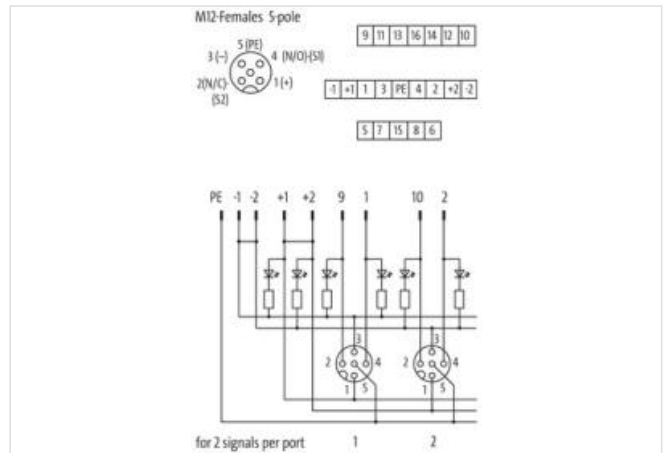 M12-Females 5-pole
5 (PE)
3 (–)
4 (N/O)-(S1)
2(N/C)-
(S2)
1 (+)
9 11 13 16 14 12 10
-1 +1 1 3 PE 4 2 +2 -2
5 7 15 8 6
PE -1 -2 +1 +2 9 1 10 2
3 3
2 4 2 4
1 5 1 5
for 2 signals per port 1 2